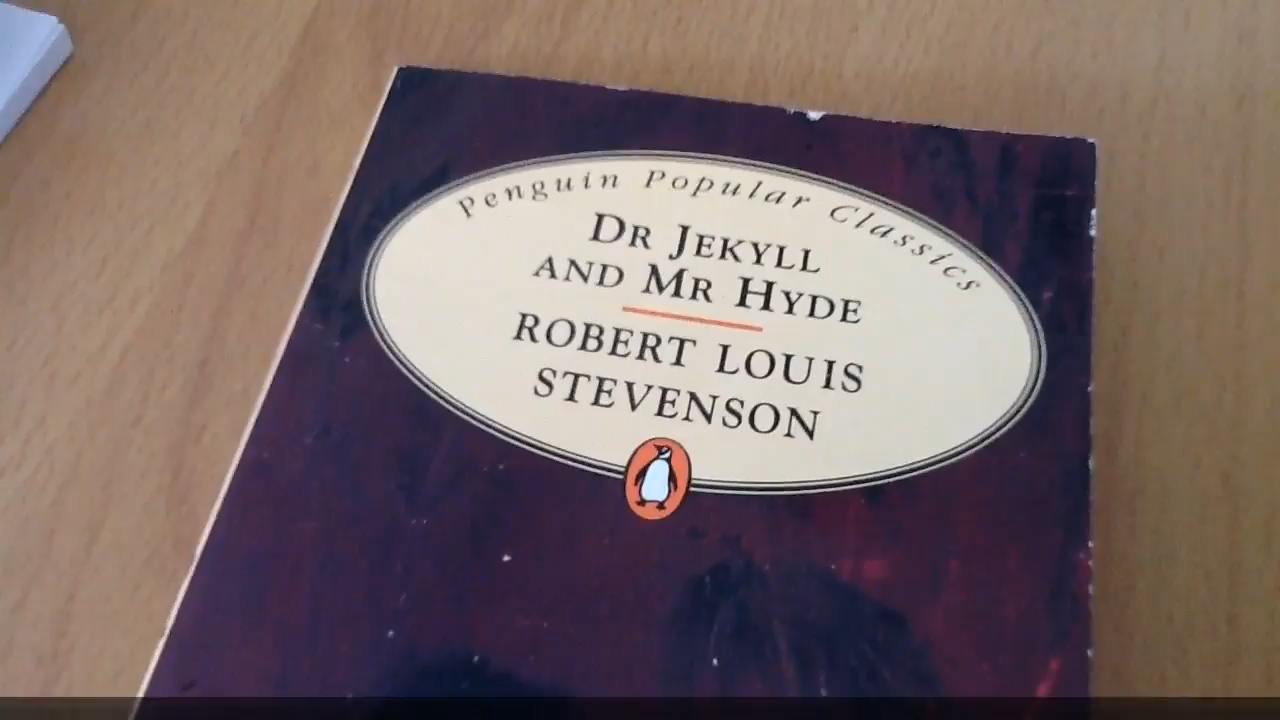 Penguin Popular Classics
DR JEKYLL
AND MR HYDE
ROBERT LOUIS
STEVENSON